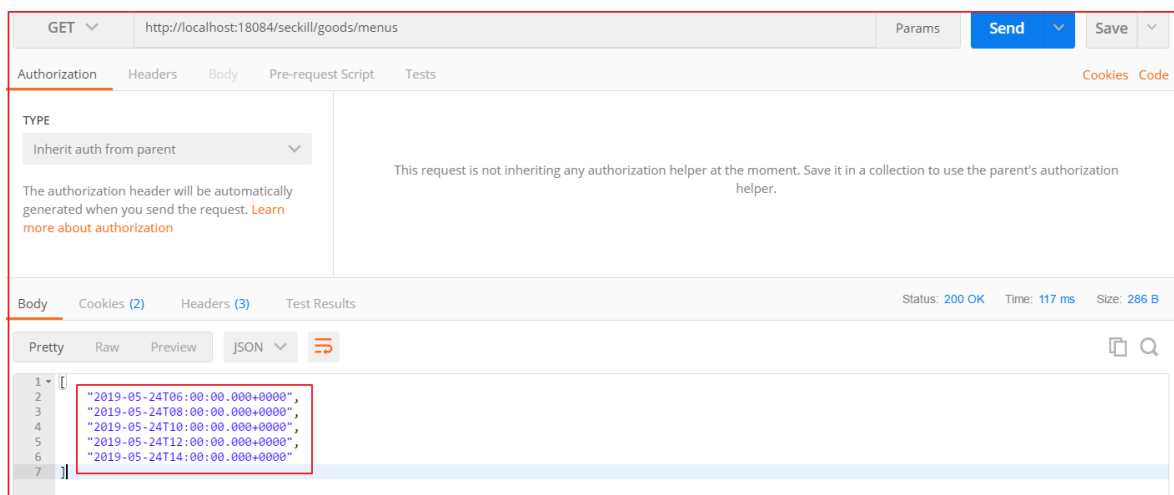 GET http://localhost:18084/seckill/goods/menus Params Send Save
Authorization Headers Body Pre-request Script Tests Cookies Code
TYPE
Inherit auth from parent
The authorization header will be automatically
generated when you send the request. Learn
more about authorization
This request is not inheriting any authorization helper at the moment. Save it in a collection to use the parent's authorization
helper.
Body Cookies (2) Headers (3) Test Results Status: 200 OK Time: 117 ms Size: 286 B
Pretty Raw Preview JSON
1 [
2 "2019-05-24T06:00:00.000+0000",
3 "2019-05-24T08:00:00.000+0000",
4 "2019-05-24T10:00:00.000+0000",
5 "2019-05-24T12:00:00.000+0000",
6 "2019-05-24T14:00:00.000+0000"
7 ]